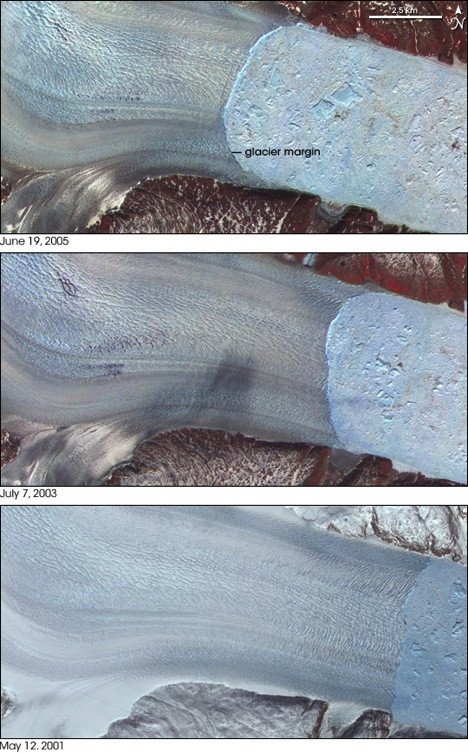 2.5 km
N
glacier margin
June 19, 2005
July 7, 2003
May 12, 2001